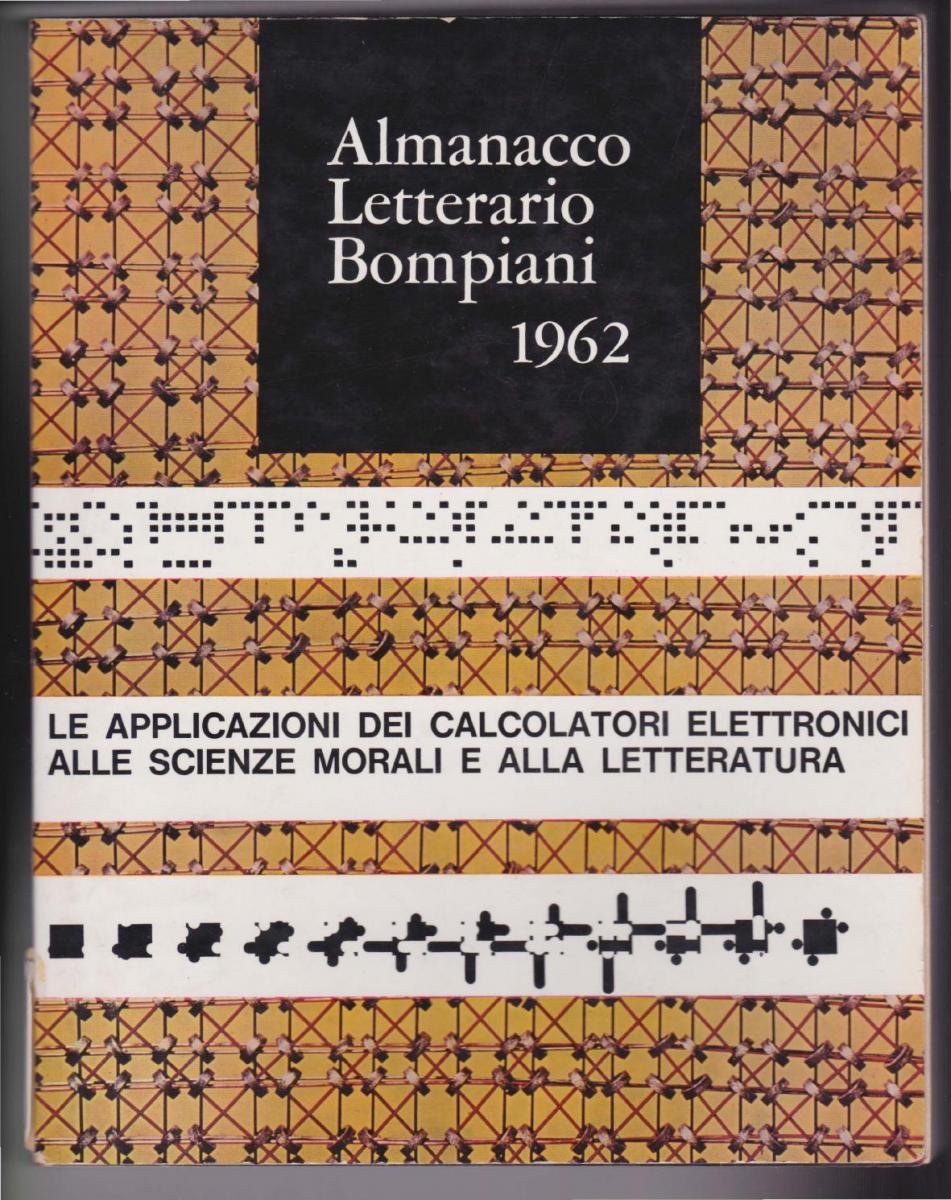 Almanacco
Letterario
Bompiani
1962
LE APPLICAZIONI DEI CALCOLATORI ELETTRONICI
ALLE SCIENZE MORALI E ALLA LETTERATURA